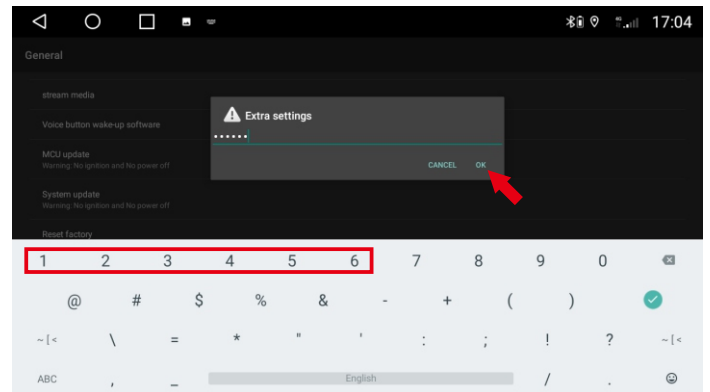 17:04
General
stream media
Voice button wake-up software
MCU update
Warning: No ignition and No power off
System update
Warning: No ignition and No power off
Reset factory
Extra settings
••••••
CANCEL OK
1 2 3 4 5 6 7 8 9 0
@ # $ % & - + ( )
~ [ < \ = * " ' : ; ! ? ~ [ <
ABC , _ English / .